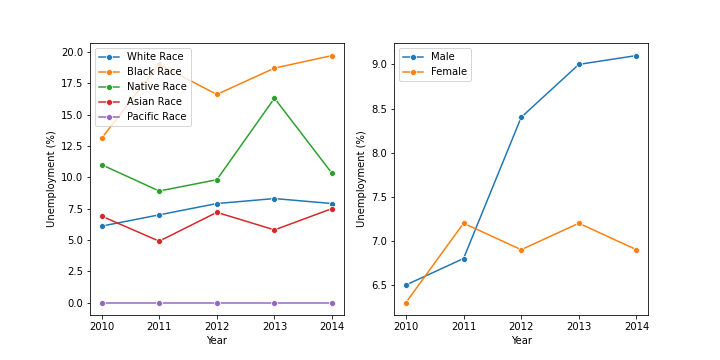 20.0
17.5
15.0
12.5
10.0
7.5
5.0
2.5
0.0
Unemployment (%)
White Race
Black Race
Native Race
Asian Race
Pacific Race
2010 2011 2012 2013 2014
Year
9.0
8.5
8.0
7.5
7.0
6.5
Unemployment (%)
Male
Female
2010 2011 2012 2013 2014
Year